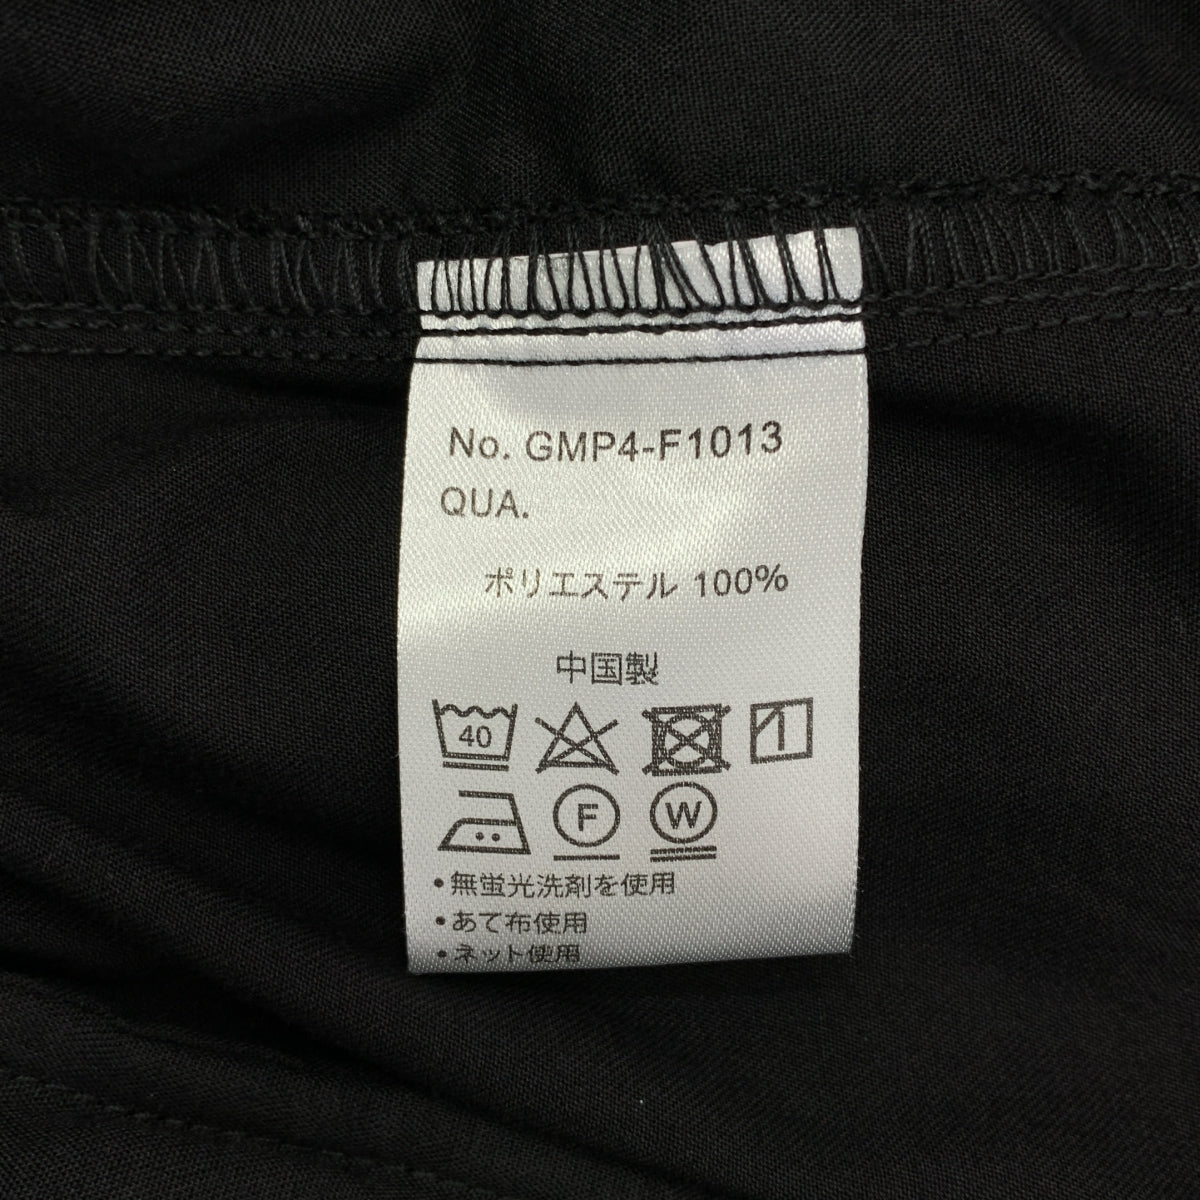 No. GMP4-F1013
QUA.
ポリエステル 100%
中国製
40
F W
•無蛍光洗剤を使用
•あて布使用
•ネット使用